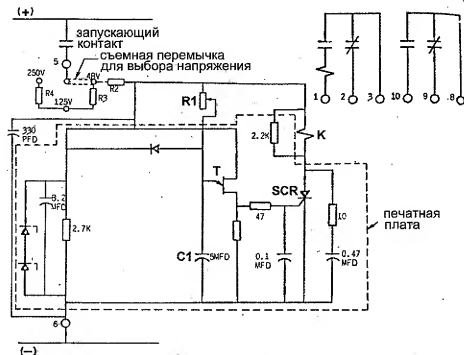 (+)
запускающий
контакт
5
съемная перемычка
для выбора напряжения
250V
48V
R2
R4
125V
R3
R1
330
PFD
2.2K
K
1
2
3
10
9
8
T
SCR
0.2
MFD
2.7K
47
10
печатная
плата
C1
5MFD
0.1
MFD
0.47
MFD
6
(—)